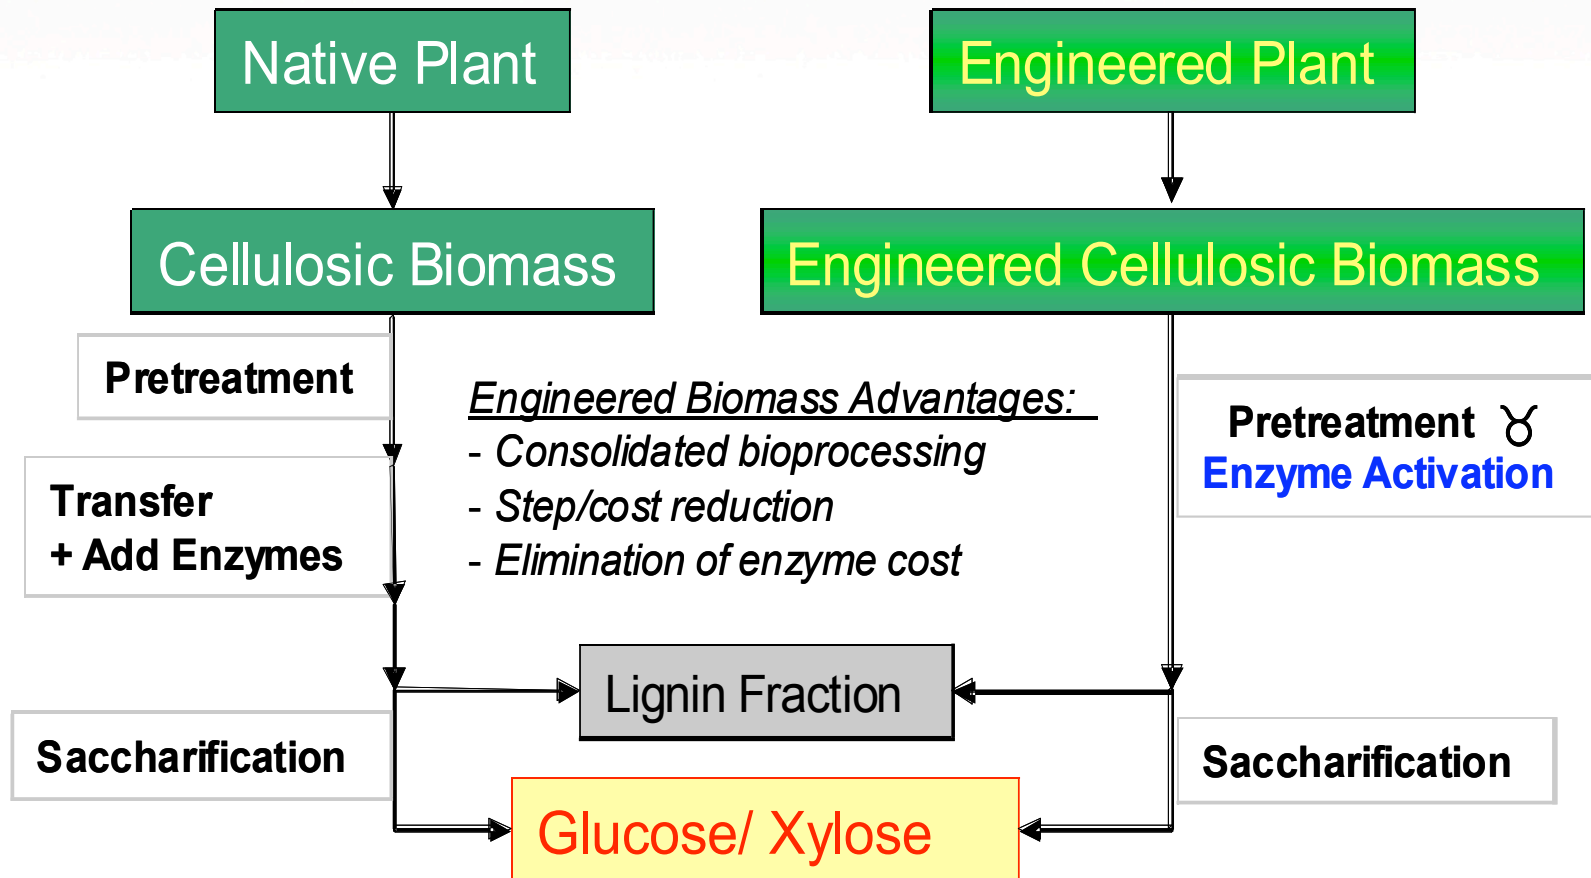 Native Plant
Engineered Plant
Cellulosic Biomass
Engineered Cellulosic Biomass
Pretreatment
Transfer
+ Add Enzymes
Engineered Biomass Advantages:
- Consolidated bioprocessing
- Step/cost reduction
- Elimination of enzyme cost
Pretreatment ♉
Enzyme Activation
Lignin Fraction
Saccharification
Saccharification
Glucose/ Xylose